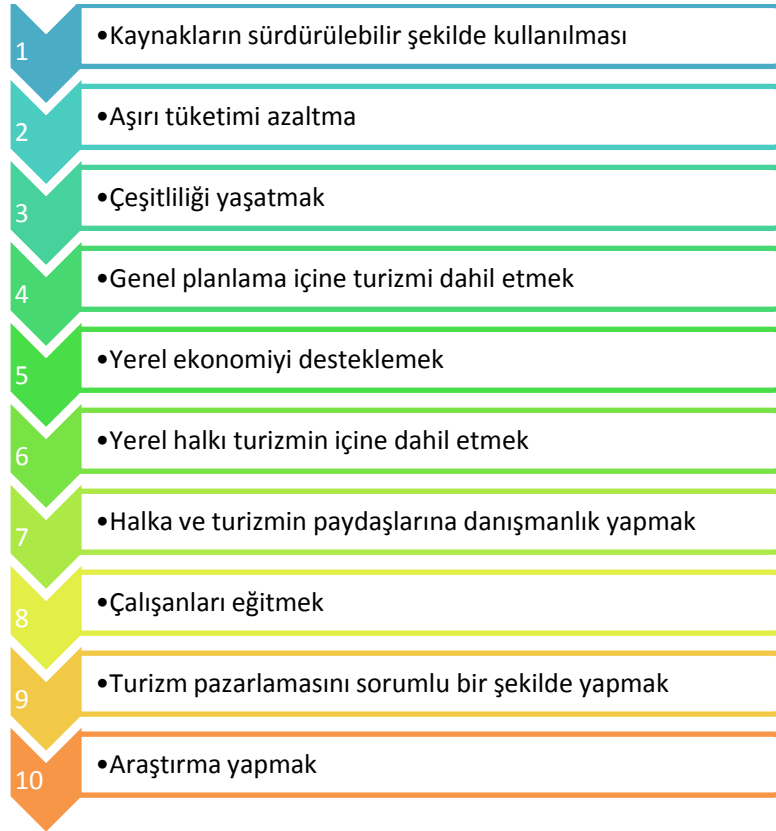 1 •Kaynakların sürdürülebilir şekilde kullanılması
2 •Aşırı tüketimi azaltma
3 •Çeşitliliği yaşatmak
4 •Genel planlama içine turizmi dahil etmek
5 •Yerel ekonomiyi desteklemek
6 •Yerel halkı turizmin içine dahil etmek
7 •Halka ve turizmin paydaşlarına danışmanlık yapmak
8 •Çalışanları eğitmek
9 •Turizm pazarlamasını sorumlu bir şekilde yapmak
10 •Araştırma yapmak